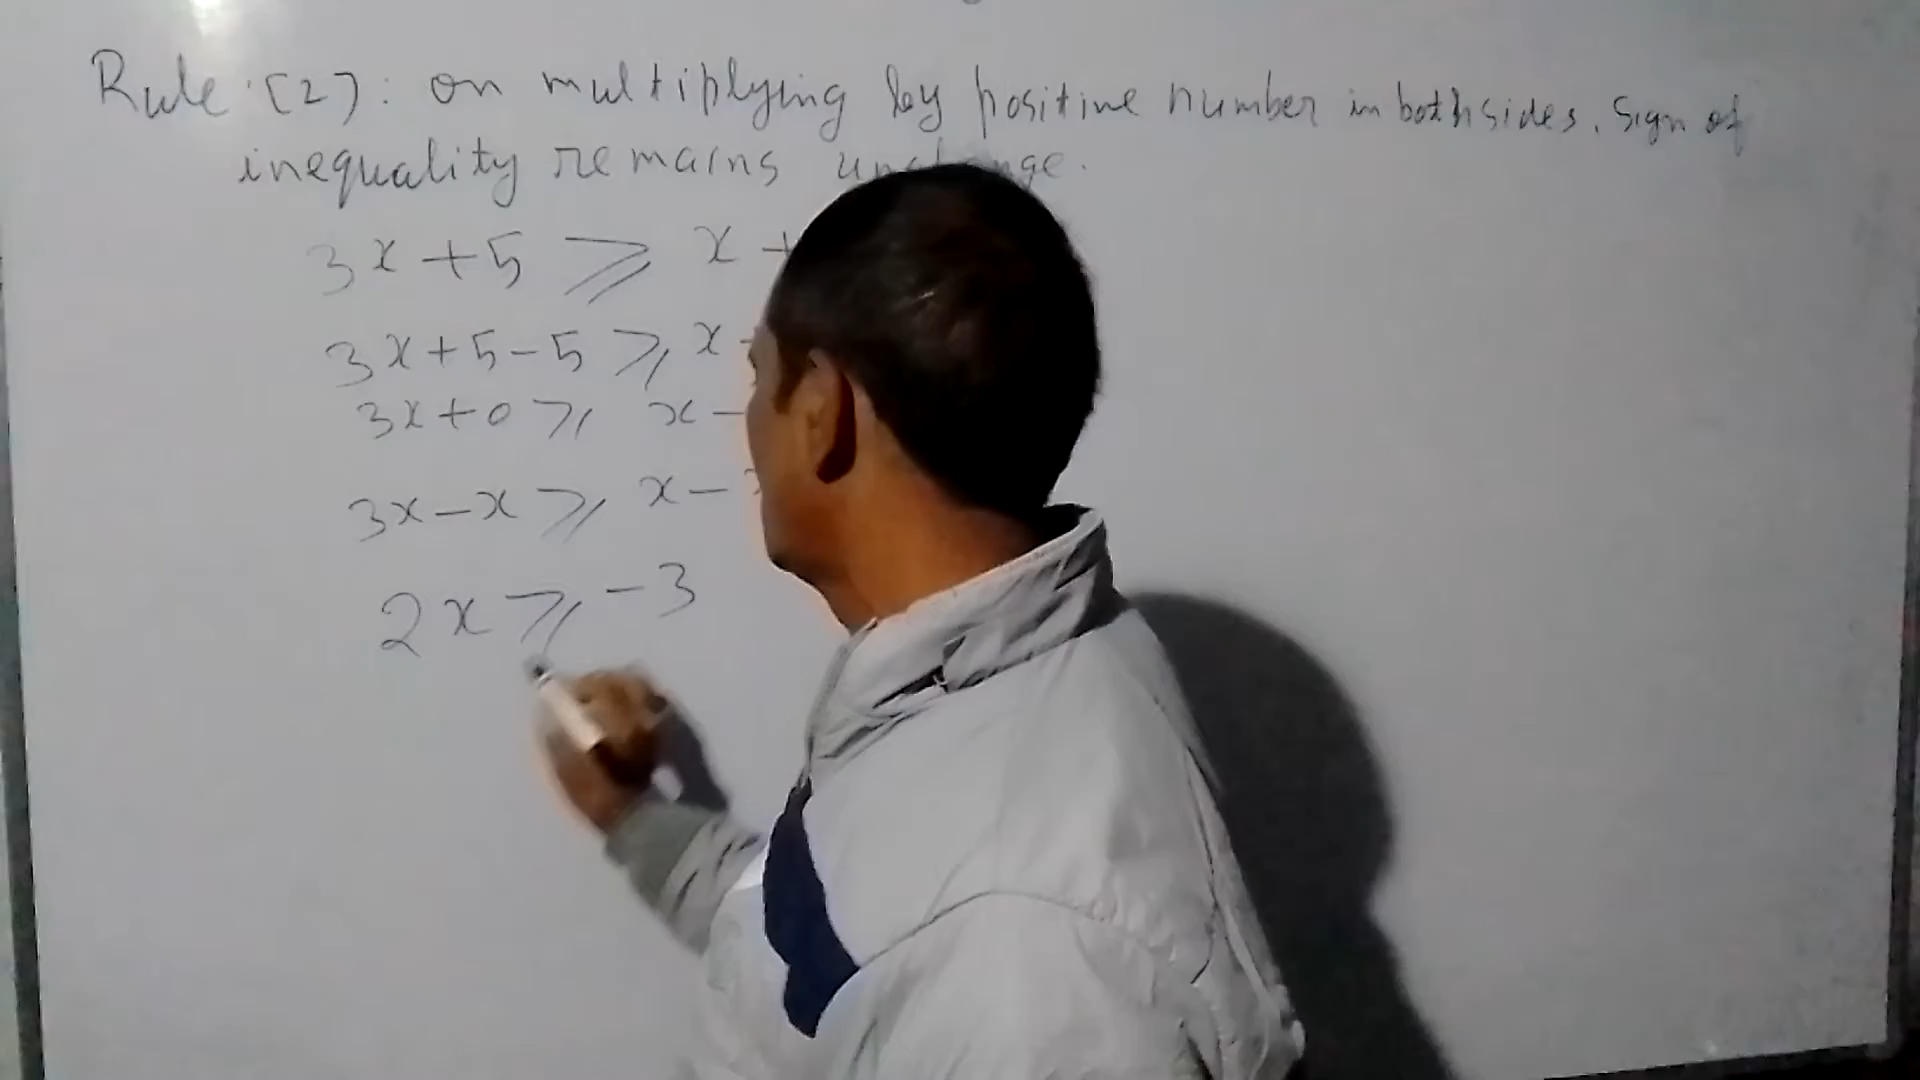 Rule [2]: on multiplying by positive number in both sides. Sign of
inequality remains
3x+5 ⩾ x +
3x+5-5 ⩾ x
3x+0 ⩾ x -
3x-x ⩾ x -
2x ⩾ -3